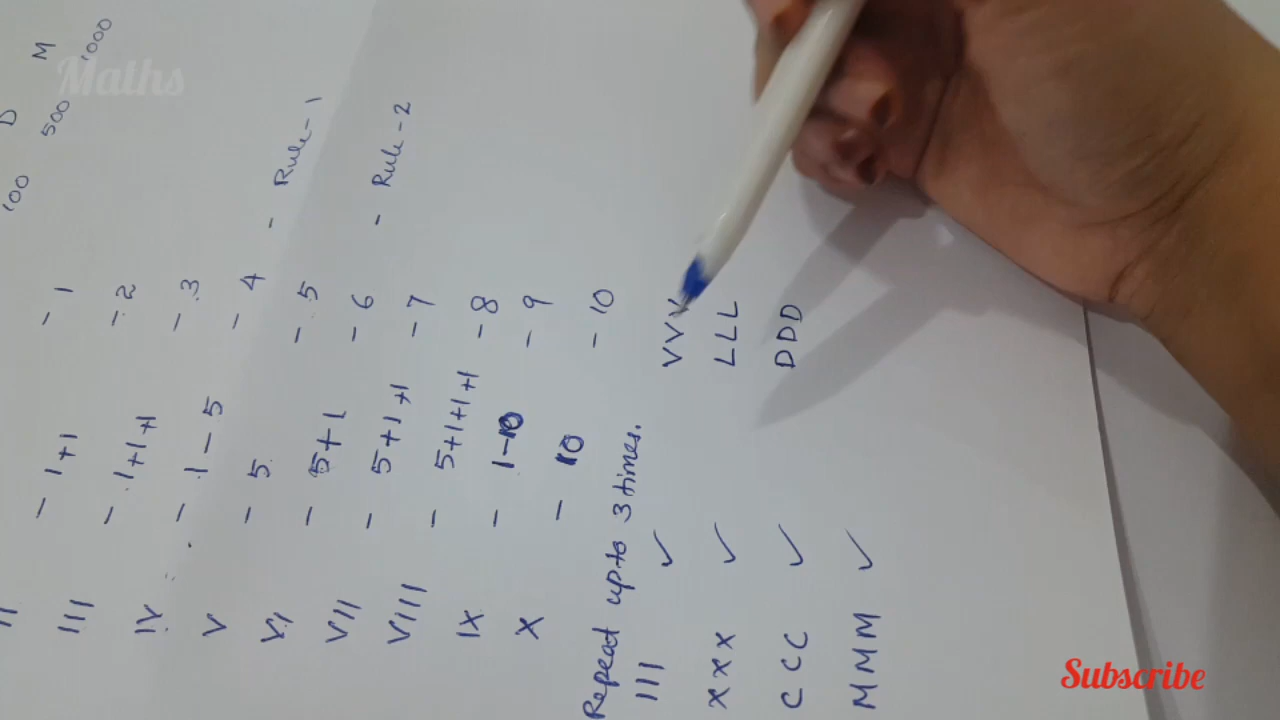 D M
100 500 1000
- 1
II - 1+1 - 2
III - 1+1+1 - 3
IV - 1-5 - 4 - Rule-1
V - 5 - 5
VI - 5+1 - 6 - Rule-2
VII - 5+1+1 - 7
VIII - 5+1+1+1 - 8
IX - 1-10 - 9
X - 10 - 10
Repeat upto 3 times.
III ✓ VVV
XXX ✓ LLL
CCC ✓ DDD
MMM ✓
Maths
Subscribe